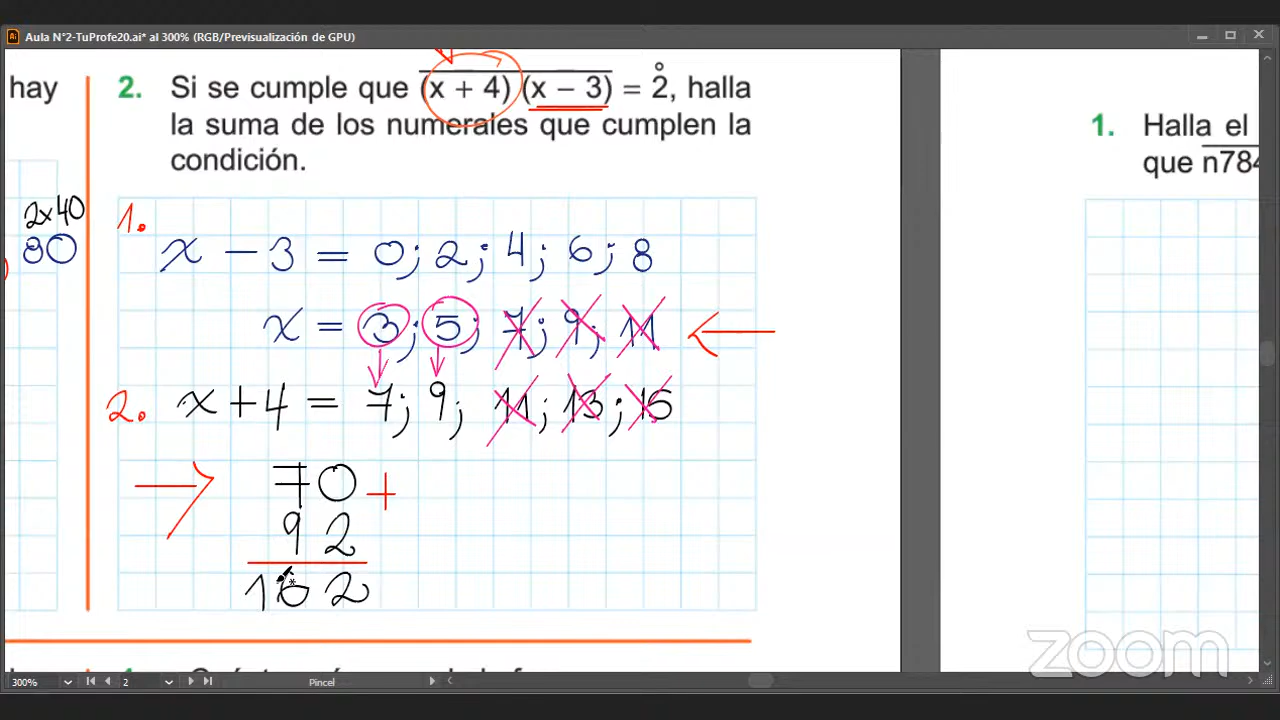 Aula N°2-TuProfe20.ai* al 300% (RGB/Previsualización de GPU)
hay
2. Si se cumple que (x + 4) (x − 3) = 2̊, halla
la suma de los numerales que cumplen la
condición.
1. Halla el
que n784
2x40
80
1.
x − 3 = 0; 2; 4; 6; 8
x = 3; 5; 7; 9; 11
2. x + 4 = 7; 9; 11; 13; 15
70 +
92
162
zoom
300%
2
Pincel